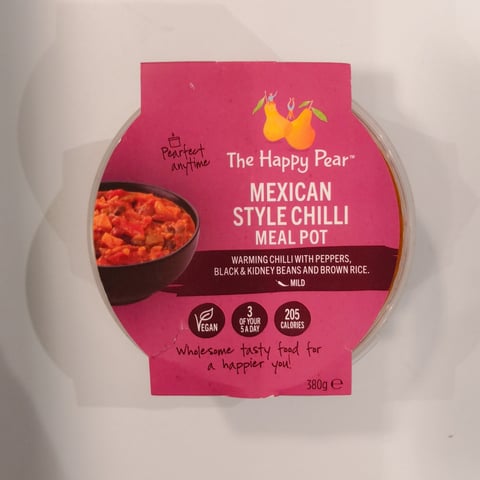 Pearfect
anytime
The Happy Pear™
MEXICAN
STYLE CHILLI
MEAL POT
WARMING CHILLI WITH PEPPERS,
BLACK & KIDNEY BEANS AND BROWN RICE.
MILD
VEGAN
3
OF YOUR
5 A DAY
205
CALORIES
Wholesome tasty food for
a happier you!
380g ℮